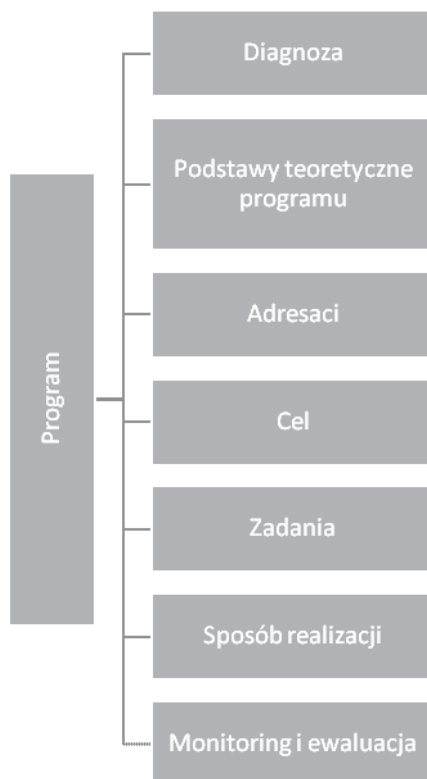 Program
Diagnoza
Podstawy teoretyczne
programu
Adresaci
Cel
Zadania
Sposób realizacji
Monitoring i ewaluacja